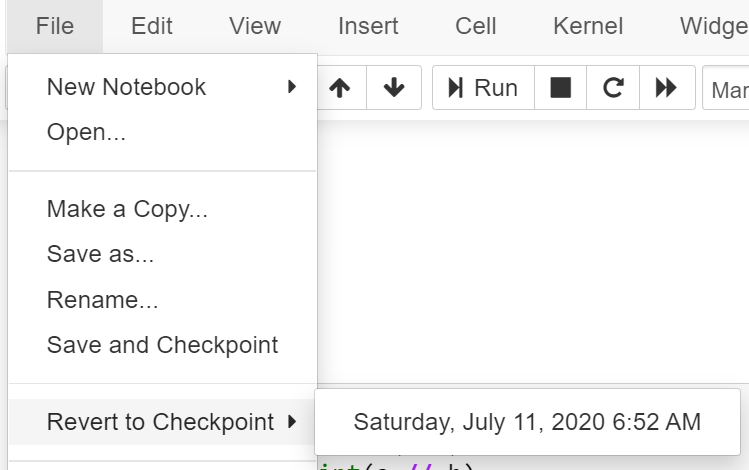 File Edit View Insert Cell Kernel Widge
New Notebook
Run
Mar
Open...
Make a Copy...
Save as...
Rename...
Save and Checkpoint
Revert to Checkpoint
Saturday, July 11, 2020 6:52 AM